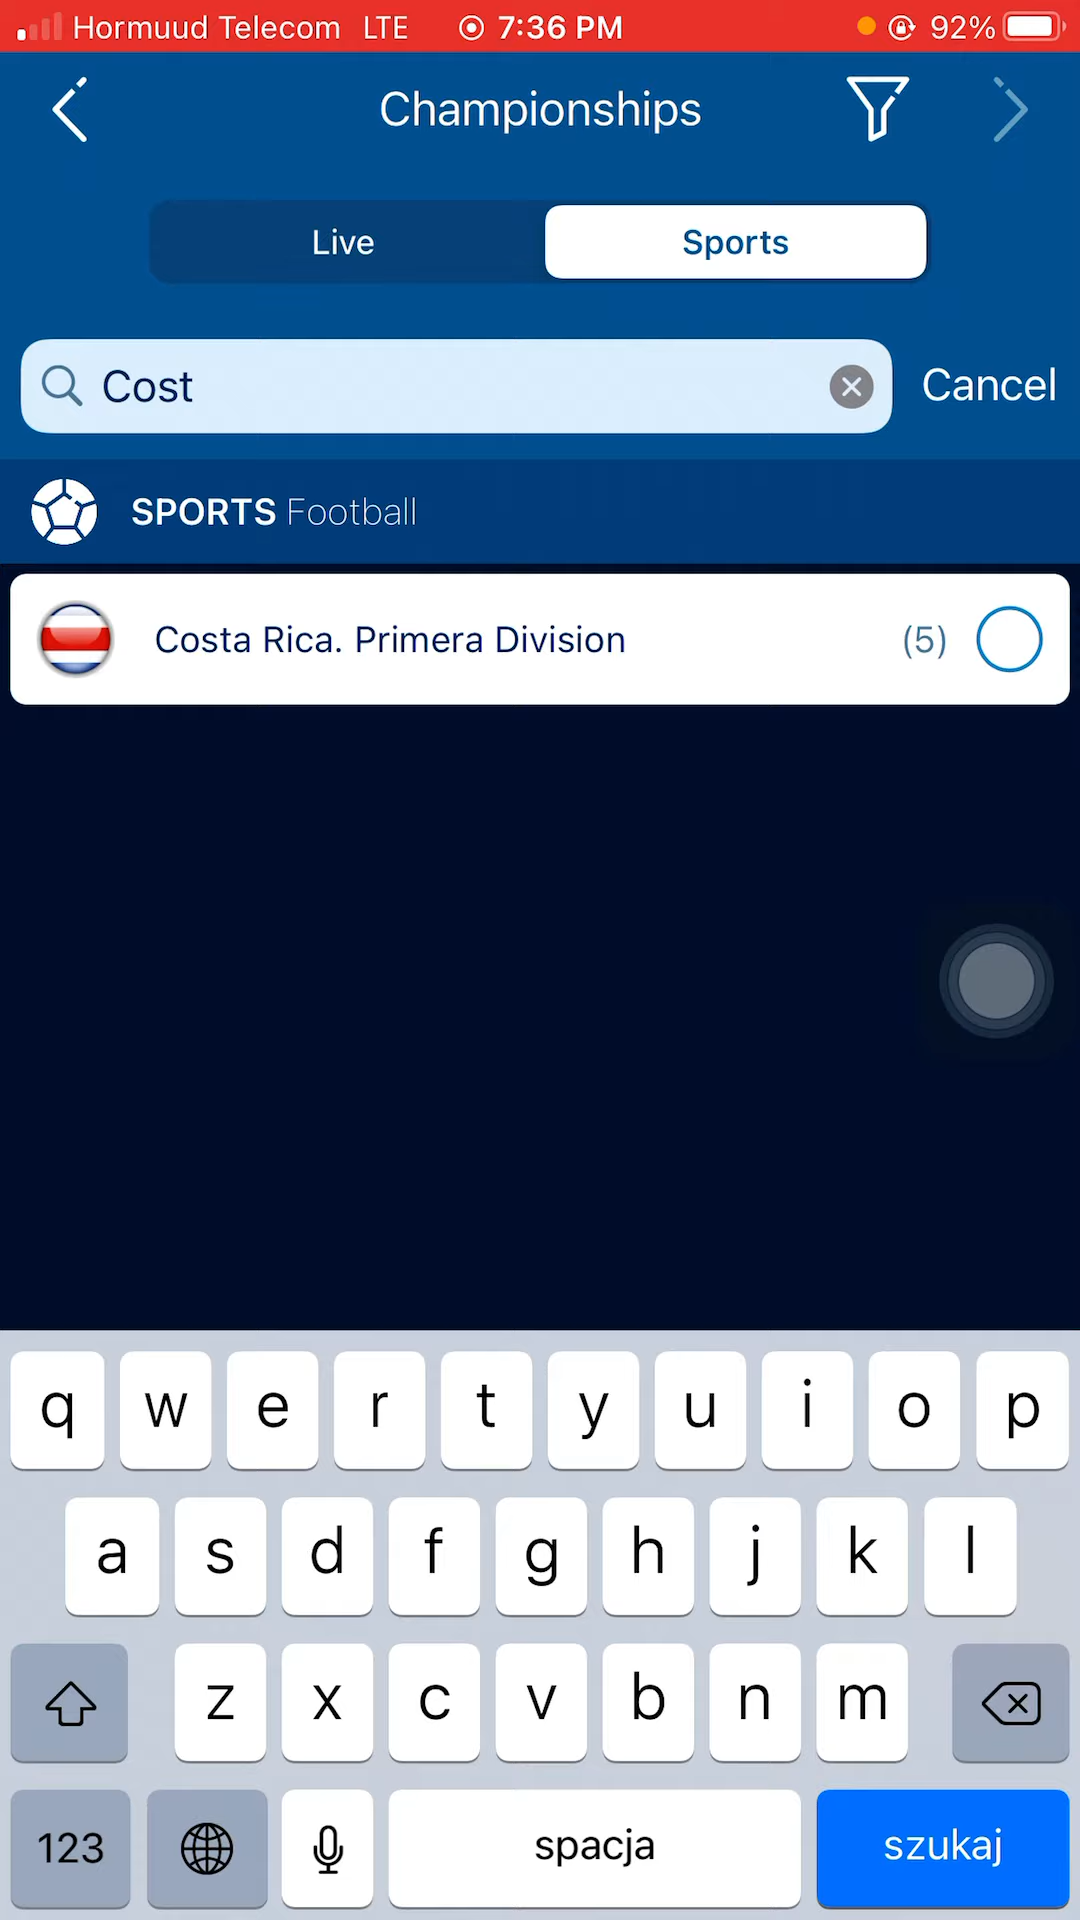 Hormuud Telecom LTE 7:36 PM 92%
Championships
Live Sports
Cost Cancel
SPORTS Football
Costa Rica. Primera Division (5)
q w e r t y u i o p
a s d f g h j k l
z x c v b n m
123 spacja szukaj